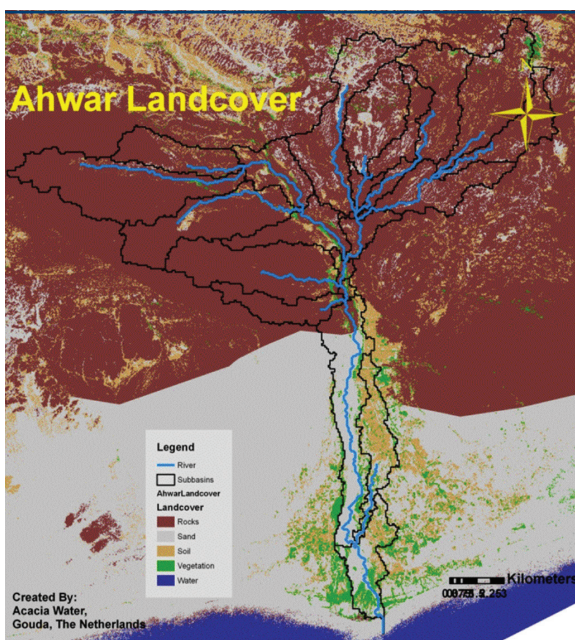 Ahwar Landcover
Legend
River
Subbasins
AhwarLandcover
Landcover
Rocks
Sand
Soil
Vegetation
Water
Kilometers
Created By:
Acacia Water,
Gouda, The Netherlands